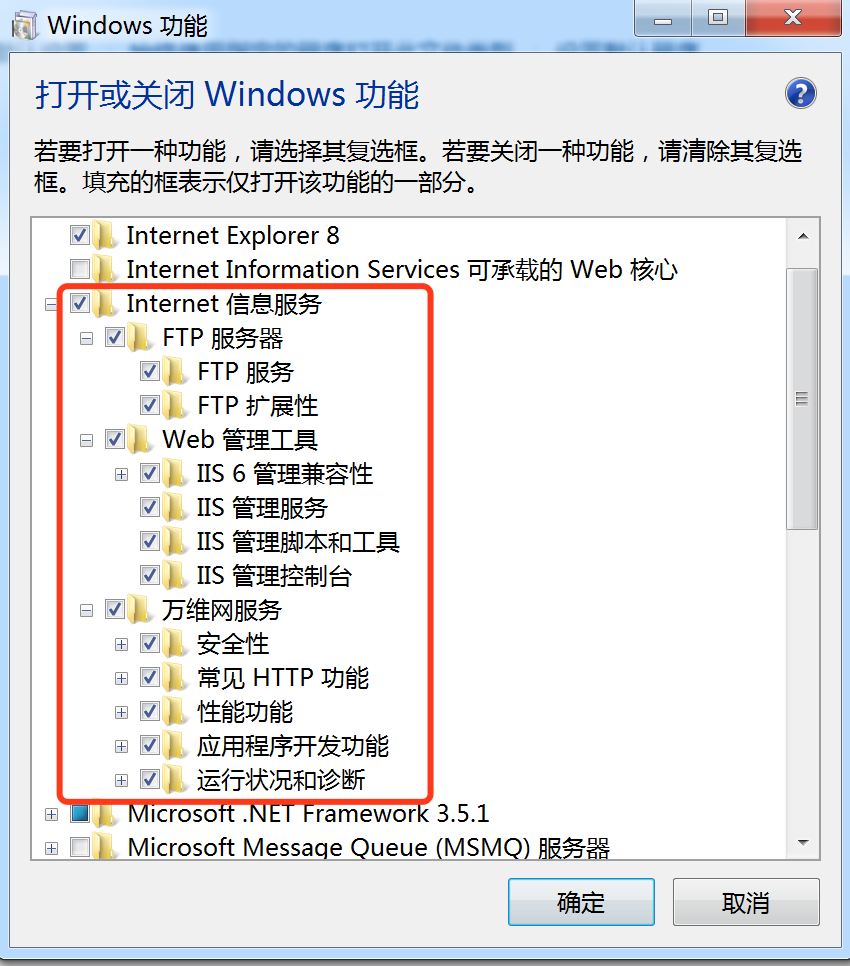 Windows 功能
打开或关闭 Windows 功能
若要打开一种功能，请选择其复选框。若要关闭一种功能，请清除其复选
框。填充的框表示仅打开该功能的一部分。
Internet Explorer 8
Internet Information Services 可承载的 Web 核心
Internet 信息服务
FTP 服务器
FTP 服务
FTP 扩展性
Web 管理工具
IIS 6 管理兼容性
IIS 管理服务
IIS 管理脚本和工具
IIS 管理控制台
万维网服务
安全性
常见 HTTP 功能
性能功能
应用程序开发功能
运行状况和诊断
Microsoft .NET Framework 3.5.1
Microsoft Message Queue (MSMQ) 服务器
确定 取消